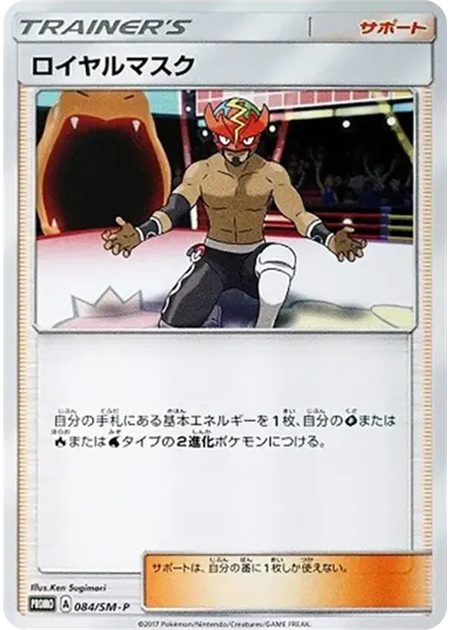 TRAINER'S
サポート
ロイヤルマスク
自分の手札にある基本エネルギーを1枚、自分のまたは
またはタイプの2進化ポケモンにつける。
サポートは、自分の番に1枚しか使えない。
Illus.Ken Sugimori
PROMO A 084/SM-P
©2017 Pokémon/Nintendo/Creatures/GAME FREAK.